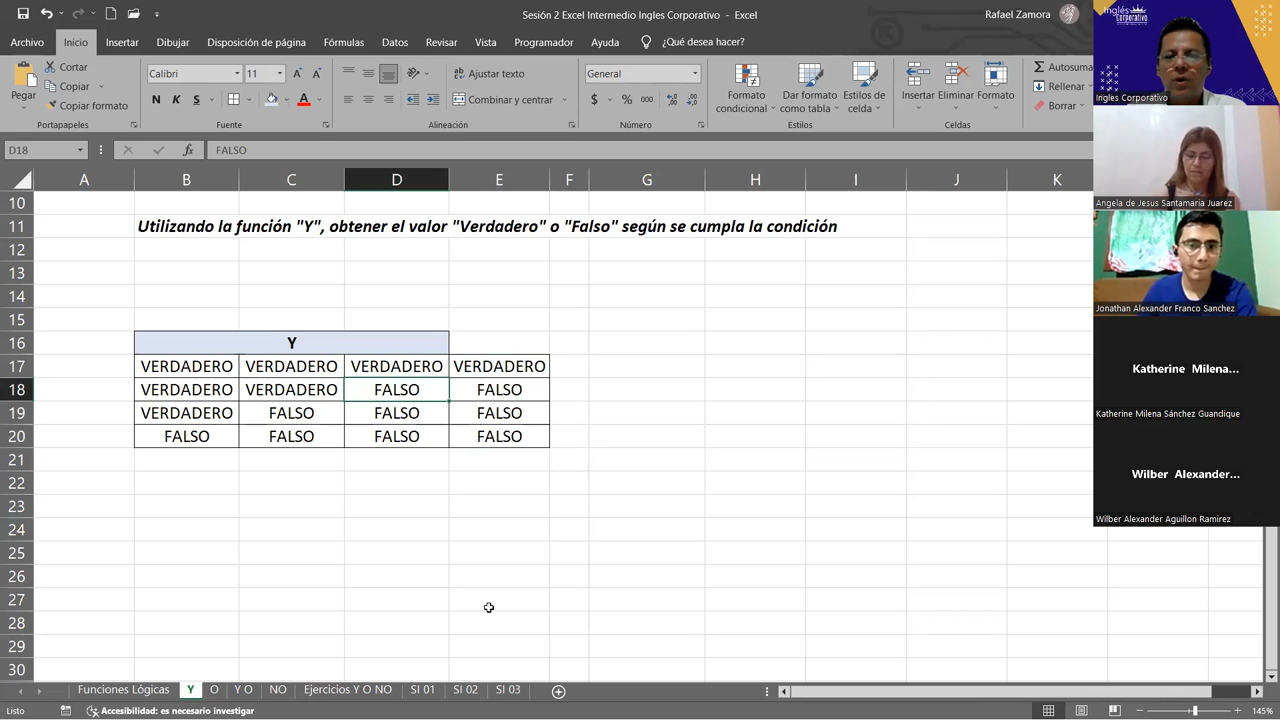 Sesión 2 Excel Intermedio Ingles Corporativo - Excel
Rafael Zamora
Archivo Inicio Insertar Dibujar Disposición de página Fórmulas Datos Revisar Vista Programador Ayuda ¿Qué desea hacer?
Pegar
Cortar
Copiar
Copiar formato
Portapapeles
Calibri 11
N K S
Fuente
Ajustar texto
Combinar y centrar
Alineación
General
$ % 000
Número
Formato condicional
Dar formato como tabla
Estilos de celda
Estilos
Insertar Eliminar Formato
Celdas
Autosuma
Rellenar
Borrar
D18 fx FALSO
A B C D E F G H I J K
10
11 Utilizando la función "Y", obtener el valor "Verdadero" o "Falso" según se cumpla la condición
12
13
14
15
16 Y
17 VERDADERO VERDADERO VERDADERO VERDADERO
18 VERDADERO VERDADERO FALSO FALSO
19 VERDADERO FALSO FALSO FALSO
20 FALSO FALSO FALSO FALSO
21
22
23
24
25
26
27
28
29
30
Funciones Lógicas Y O Y O NO Ejercicios Y O NO SI 01 SI 02 SI 03
Listo Accesibilidad: es necesario investigar 145%
Inglés Corporativo
Ingles Corporativo
Angela de Jesus Santamaria Juarez
Jonathan Alexander Franco Sanchez
Katherine Milena...
Katherine Milena Sánchez Guandique
Wilber Alexander...
Wilber Alexander Aguillon Ramirez